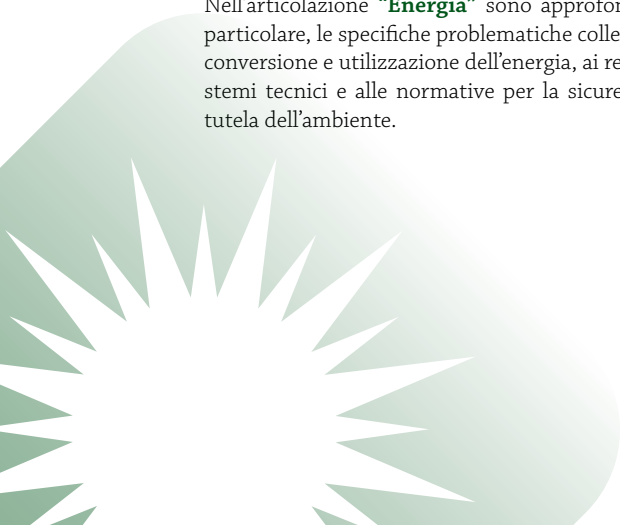 Nell'articolazione "Energia" sono approfon
particolare, le specifiche problematiche colle
conversione e utilizzazione dell'energia, ai re
stemi tecnici e alle normative per la sicure
tutela dell'ambiente.